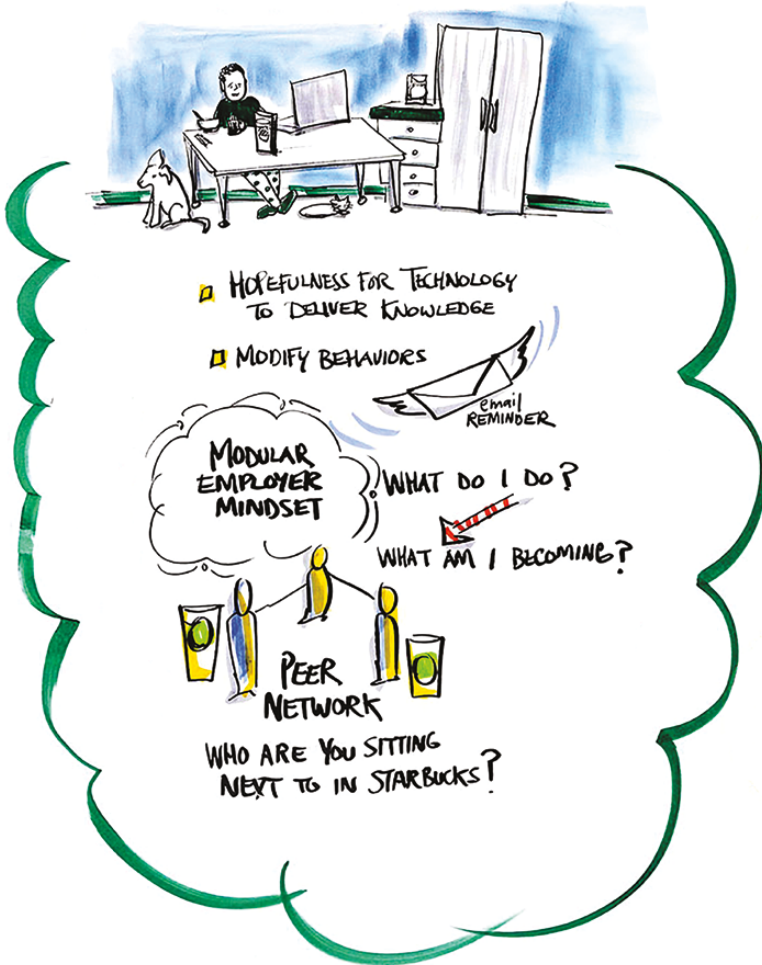 HOPEFULNESS FOR TECHNOLOGY
TO DELIVER KNOWLEDGE
MODIFY BEHAVIORS
email
REMINDER
MODULAR
EMPLOYER
MINDSET
WHAT DO I DO?
WHAT AM I BECOMING?
PEER
NETWORK
WHO ARE YOU SITTING
NEXT TO IN STARBUCKS?